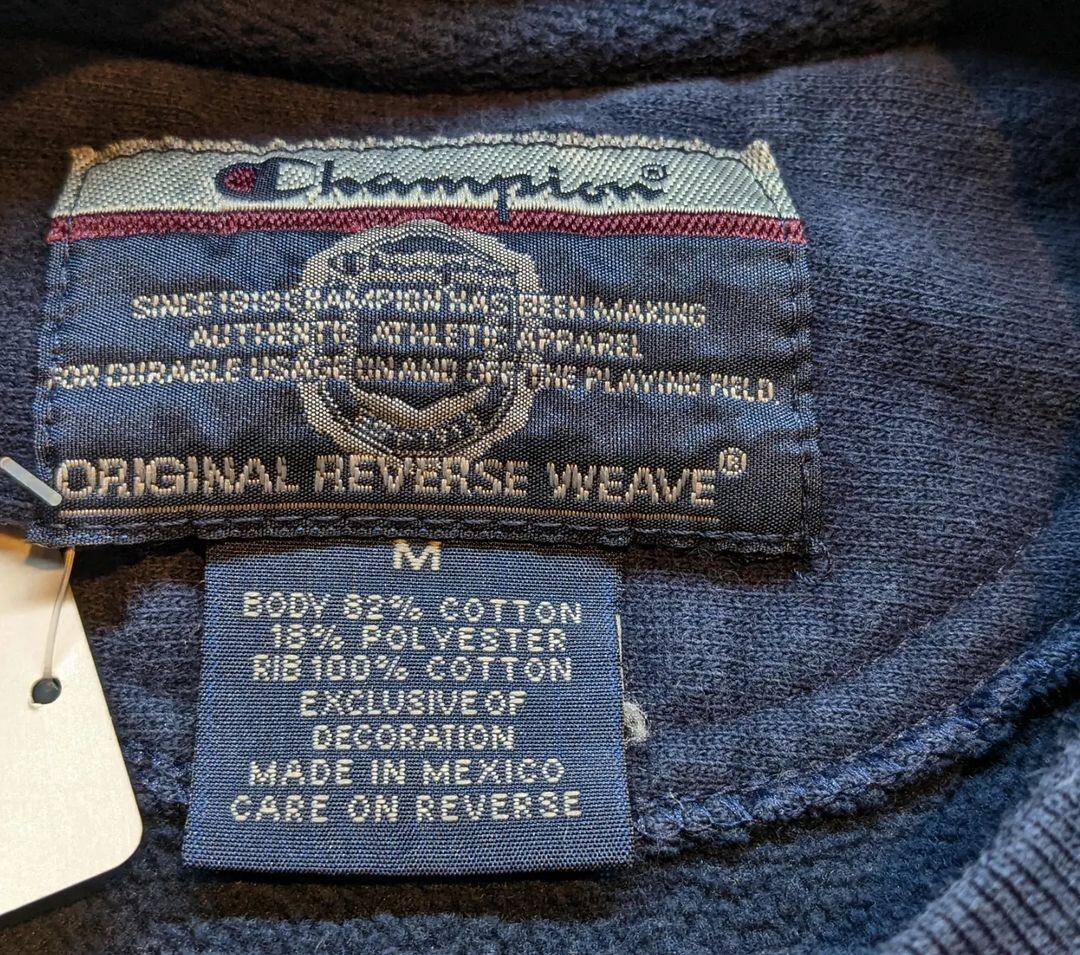 Champion®
Champion
SINCE 1919 CHAMPION HAS BEEN MAKING
AUTHENTIC ATHLETIC APPAREL
FOR DURABLE USAGE ON AND OFF THE PLAYING FIELD.
ORIGINAL REVERSE WEAVE®
M
BODY 82% COTTON
18% POLYESTER
RIB 100% COTTON
EXCLUSIVE OF
DECORATION
MADE IN MEXICO
CARE ON REVERSE